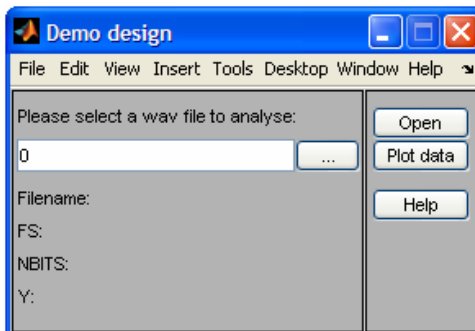 Demo design
File Edit View Insert Tools Desktop Window Help
Please select a wav file to analyse:
0
...
Open
Plot data
Help
Filename:
FS:
NBITS:
Y: